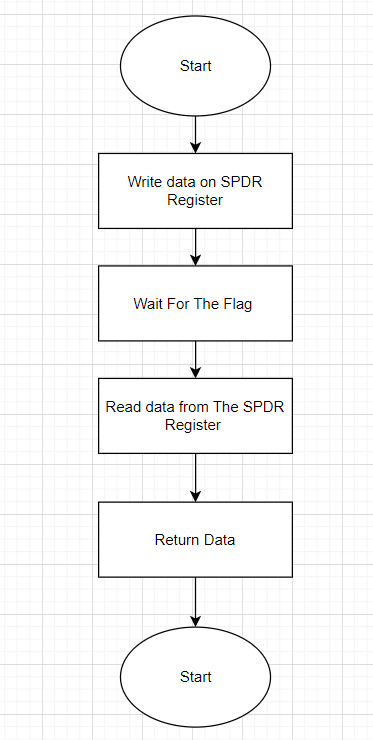 Start
Write data on SPDR
Register
Wait For The Flag
Read data from The SPDR
Register
Return Data
Start